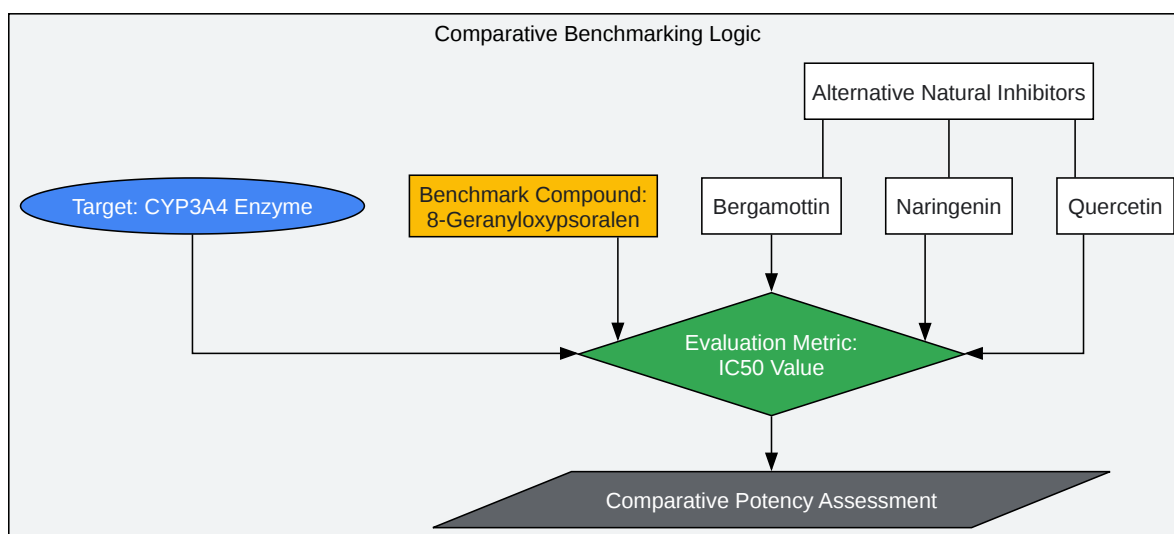 Comparative Benchmarking Logic
Alternative Natural Inhibitors
Target: CYP3A4 Enzyme
Benchmark Compound:
8-Geranyloxypsoralen
Bergamottin
Naringenin
Quercetin
Evaluation Metric:
IC50 Value
Comparative Potency Assessment